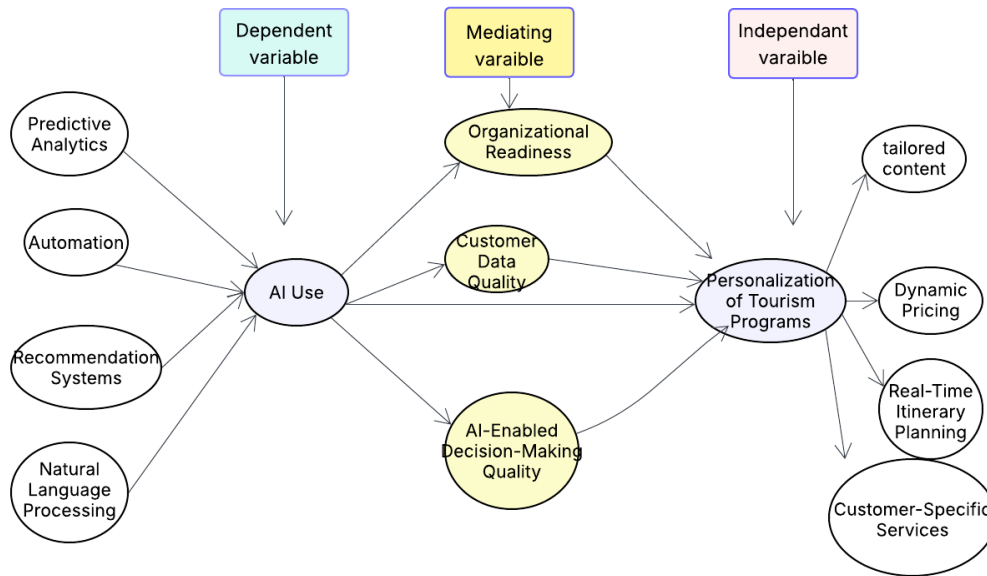 Dependent
variable
Mediating
varaible
Independant
varaible
Predictive
Analytics
Organizational
Readiness
tailored
content
Automation
Customer
Data
Quality
AI Use
Personalization
of Tourism
Programs
Dynamic
Pricing
Recommendation
Systems
Real-Time
Itinerary
Planning
AI-Enabled
Decision-Making
Quality
Natural
Language
Processing
Customer-Specific
Services